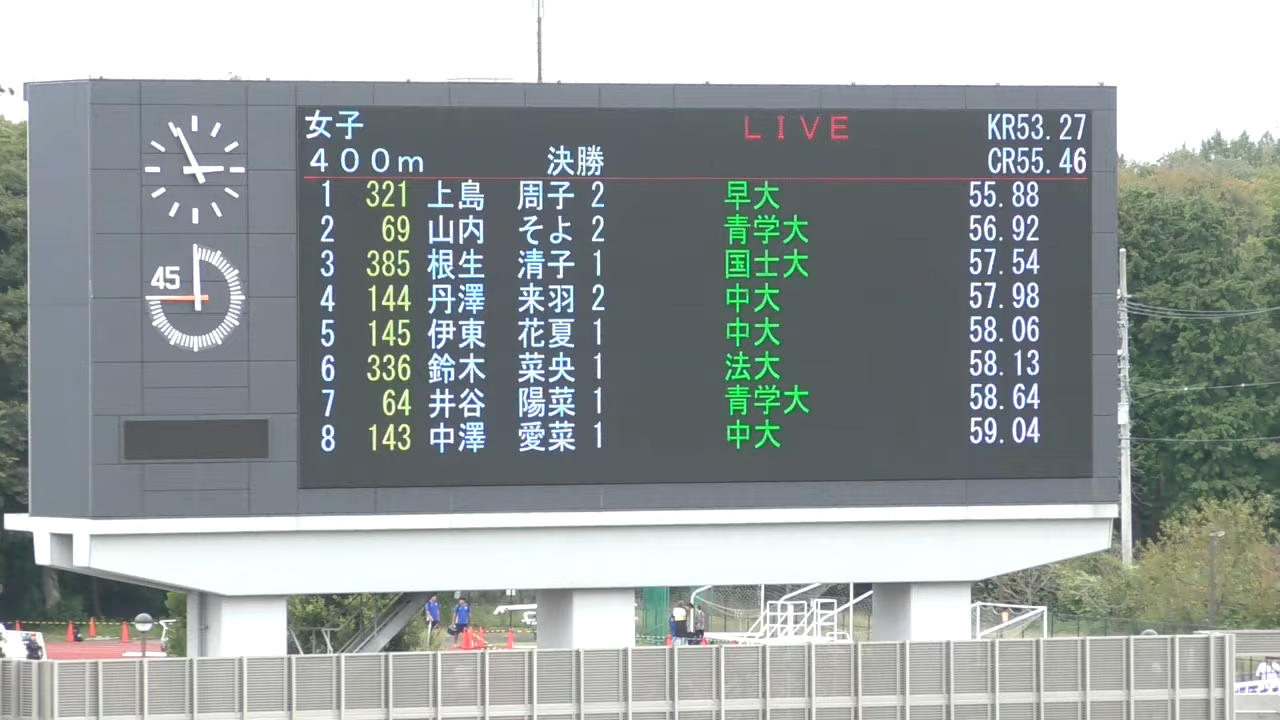 女子 ＬＩＶＥ KR53.27
４００ｍ 決勝 CR55.46
1 321 上島 周子 2 早大 55.88
2 69 山内 そよ 2 青学大 56.92
3 385 根生 清子 1 国士大 57.54
4 144 丹澤 来羽 2 中大 57.98
5 145 伊東 花夏 1 中大 58.06
6 336 鈴木 菜央 1 法大 58.13
7 64 井谷 陽菜 1 青学大 58.64
8 143 中澤 愛菜 1 中大 59.04
45